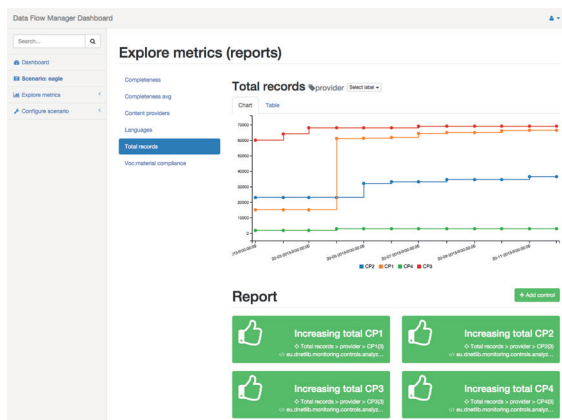 Data Flow Manager Dashboard
Search...
Dashboard
Scenario: eagle
Explore metrics
Configure scenario
Explore metrics (reports)
Completeness
Completeness avg
Content providers
Languages
Total records
Voc:material compliance
Total records provider Select label
Chart Table
70000
60000
50000
40000
30000
20000
10000
0
CP2 CP1 CP4 CP3
Report
+ Add control
Increasing total CP1
Total records > provider > CP1(3)
</> eu.dnetlib.monitoring.controls.analyz...
Increasing total CP2
Total records > provider > CP2(3)
</> eu.dnetlib.monitoring.controls.analyz...
Increasing total CP3
Total records > provider > CP3(3)
</> eu.dnetlib.monitoring.controls.analyz...
Increasing total CP4
Total records > provider > CP4(3)
</> eu.dnetlib.monitoring.controls.analyz...